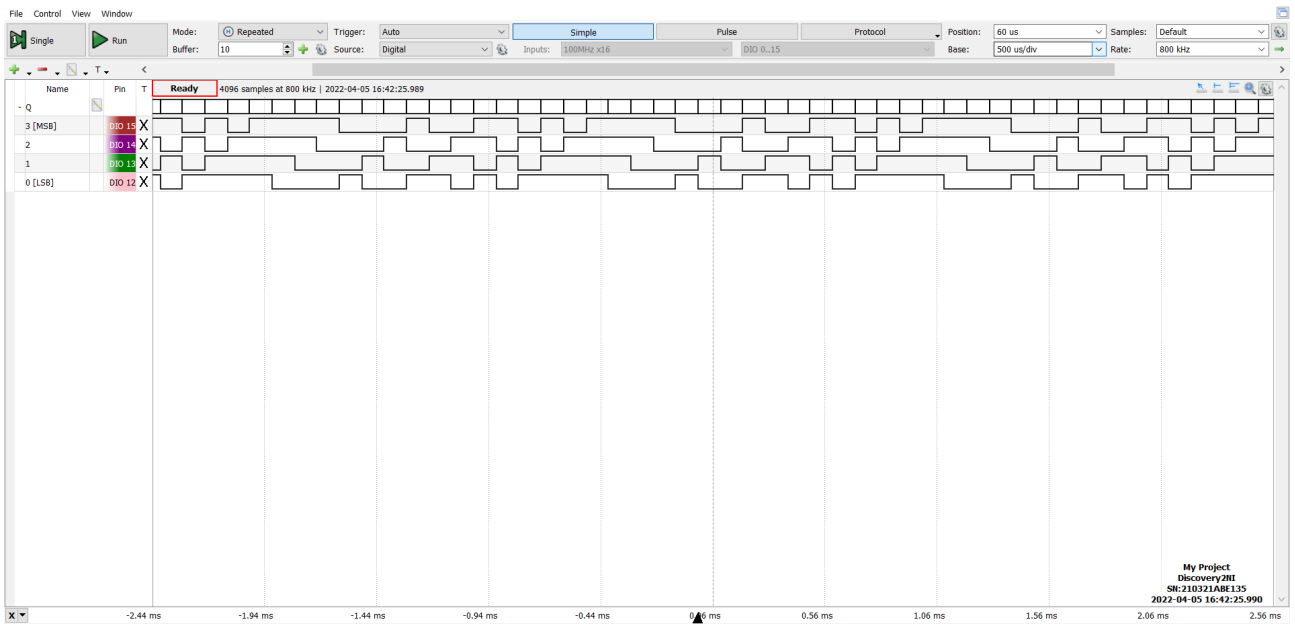 File Control View Window
Single Run Mode: Repeated Trigger: Auto Simple Pulse Protocol Position: 60 us Samples: Default
Buffer: 10 Source: Digital Inputs: 100MHz x16 DIO 0..15 Base: 500 us/div Rate: 800 kHz
T
Name Pin T Ready 4096 samples at 800 kHz | 2022-04-05 16:42:25.989
- Q
3 [MSB] DIO 15 X
2 DIO 14 X
1 DIO 13 X
0 [LSB] DIO 12 X
My Project
Discovery2NI
SN:210321ABE135
2022-04-05 16:42:25.990
X -2.44 ms -1.94 ms -1.44 ms -0.94 ms -0.44 ms ms 0.56 ms 1.06 ms 1.56 ms 2.06 ms 2.56 ms